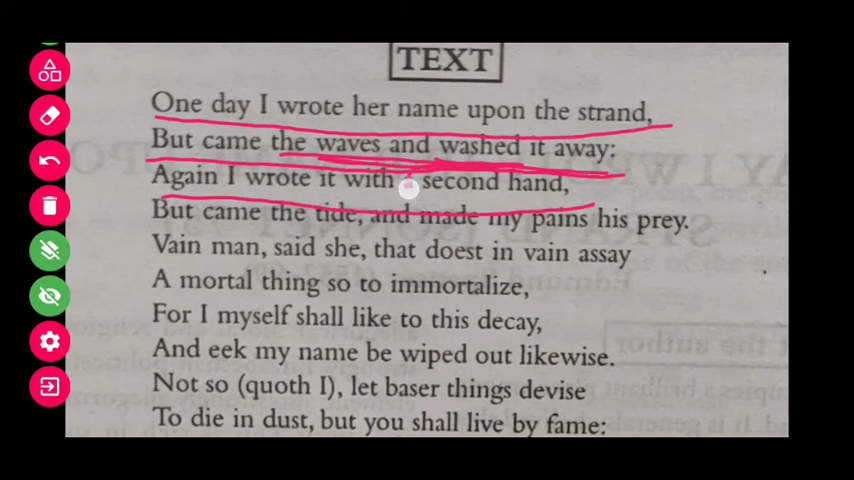 TEXT
One day I wrote her name upon the strand,
But came the waves and washed it away:
Again I wrote it with a second hand,
But came the tide, and made my pains his prey.
Vain man, said she, that doest in vain assay
A mortal thing so to immortalize,
For I myself shall like to this decay,
And eek my name be wiped out likewise.
Not so (quoth I), let baser things devise
To die in dust, but you shall live by fame: